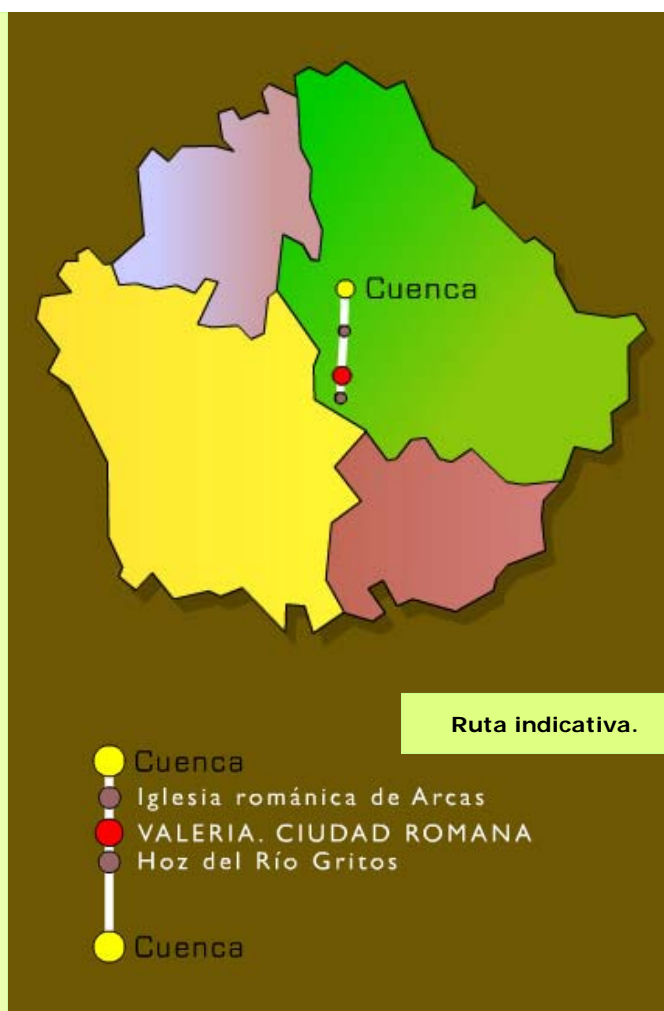 Cuenca
Ruta indicativa.
Cuenca
Iglesia románica de Arcas
VALERIA. CIUDAD ROMANA
Hoz del Río Gritos
Cuenca